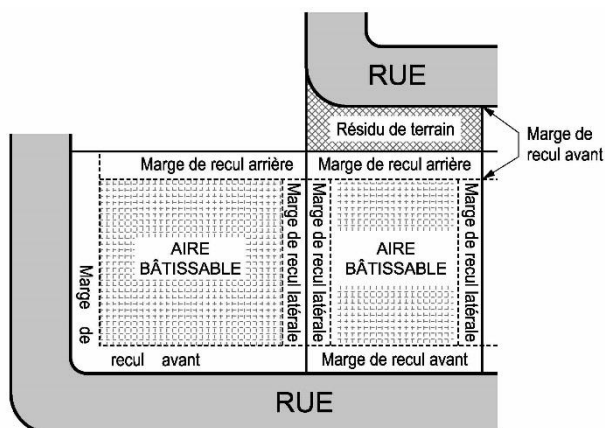 RUE
Résidu de terrain
Marge de
recul avant
Marge de recul arrière
Marge de recul arrière
Marge de
recul avant
AIRE
BÂTISSABLE
Marge de recul latérale
Marge de recul latérale
AIRE
BÂTISSABLE
Marge de recul latérale
Marge de recul avant
RUE